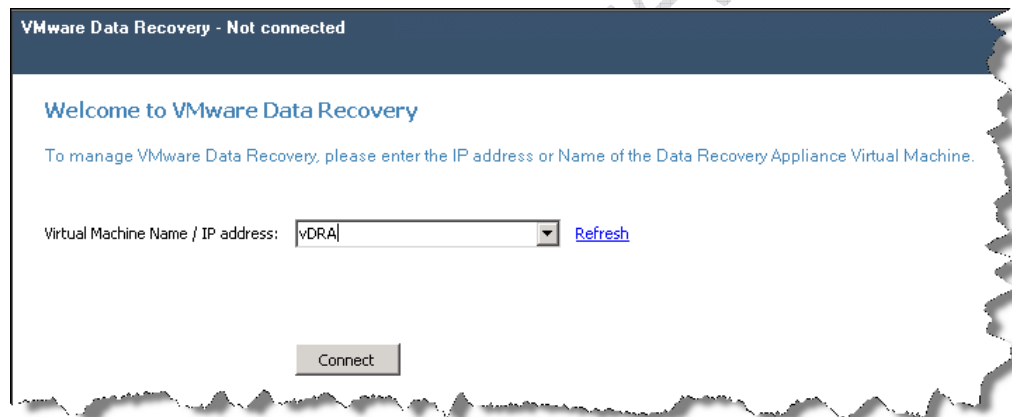 VMware Data Recovery - Not connected
Welcome to VMware Data Recovery
To manage VMware Data Recovery, please enter the IP address or Name of the Data Recovery Appliance Virtual Machine.
Virtual Machine Name / IP address: vDRA Refresh
Connect